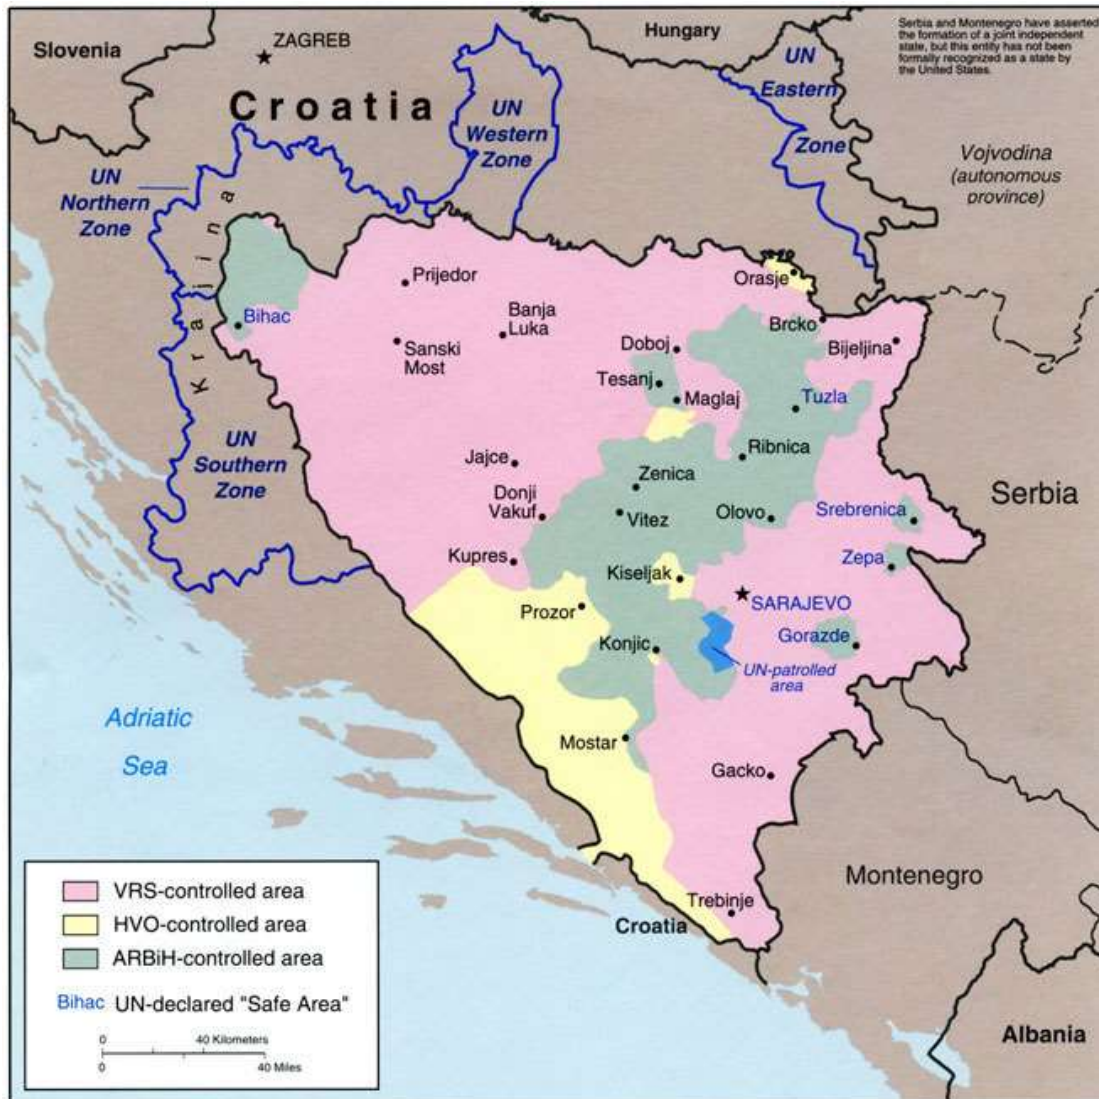 Slovenia
ZAGREB
Hungary
Serbia and Montenegro have asserted
the formation of a joint independent
state, but this entity has not been
formally recognized as a state by
the United States.
Croatia
UN
Western
Zone
UN
Eastern
Zone
Vojvodina
(autonomous
province)
UN
Northern
Zone
Krajina
Prijedor
Orasje
Bihac
Banja
Luka
Brcko
Sanski
Most
Doboj
Bijeljina
Tesanj
Maglaj
Tuzla
UN
Southern
Zone
Jajce
Ribnica
Zenica
Serbia
Donji
Vakuf
Vitez
Olovo
Srebrenica
Kupres
Zepa
Kiseljak
SARAJEVO
Prozor
Gorazde
Konjic
UN-patrolled
area
Adriatic
Sea
Mostar
Gacko
Montenegro
Trebinje
Croatia
Albania
VRS-controlled area
HVO-controlled area
ARBiH-controlled area
Bihac UN-declared "Safe Area"
0 40 Kilometers
0 40 Miles